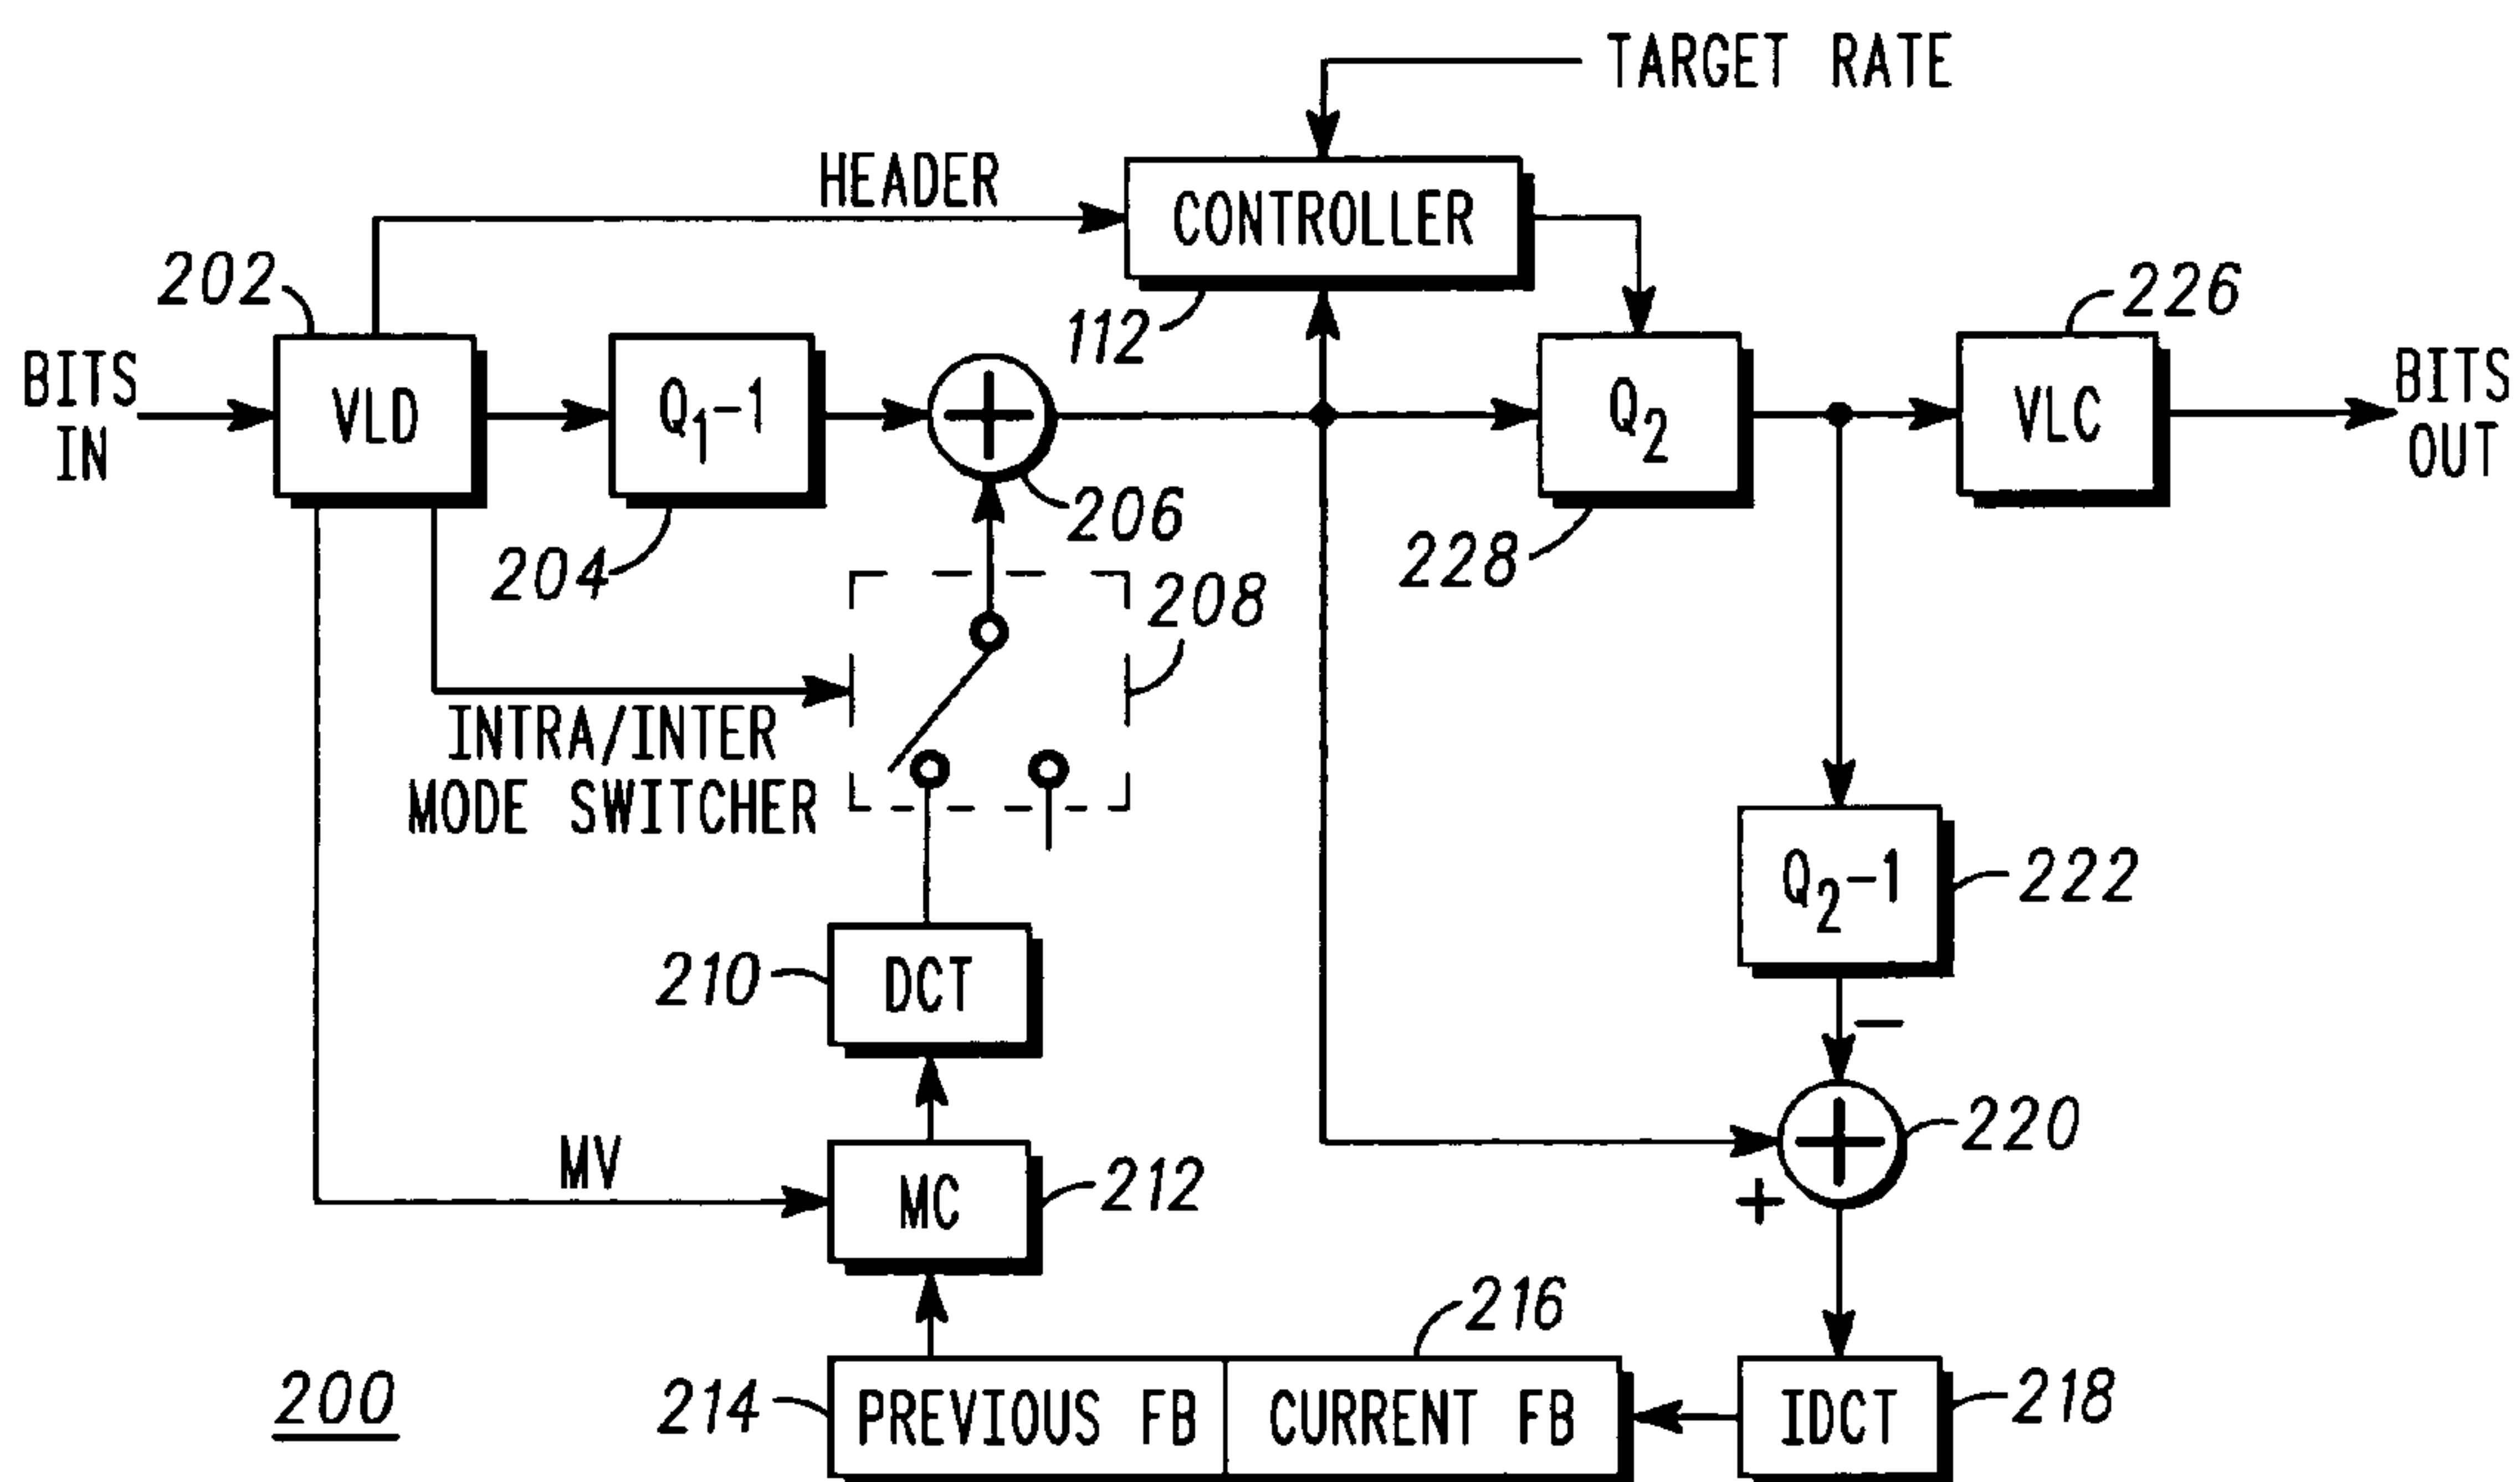 TARGET RATE
HEADER
CONTROLLER
112
202
226
BITS
IN
VLD
Q1-1
Q2
VLC
BITS
OUT
206
204
228
208
INTRA/INTER
MODE SWITCHER
Q2-1
222
210
DCT
220
MV
MC
212
+
−
216
200
214
PREVIOUS FB
CURRENT FB
IDCT
218